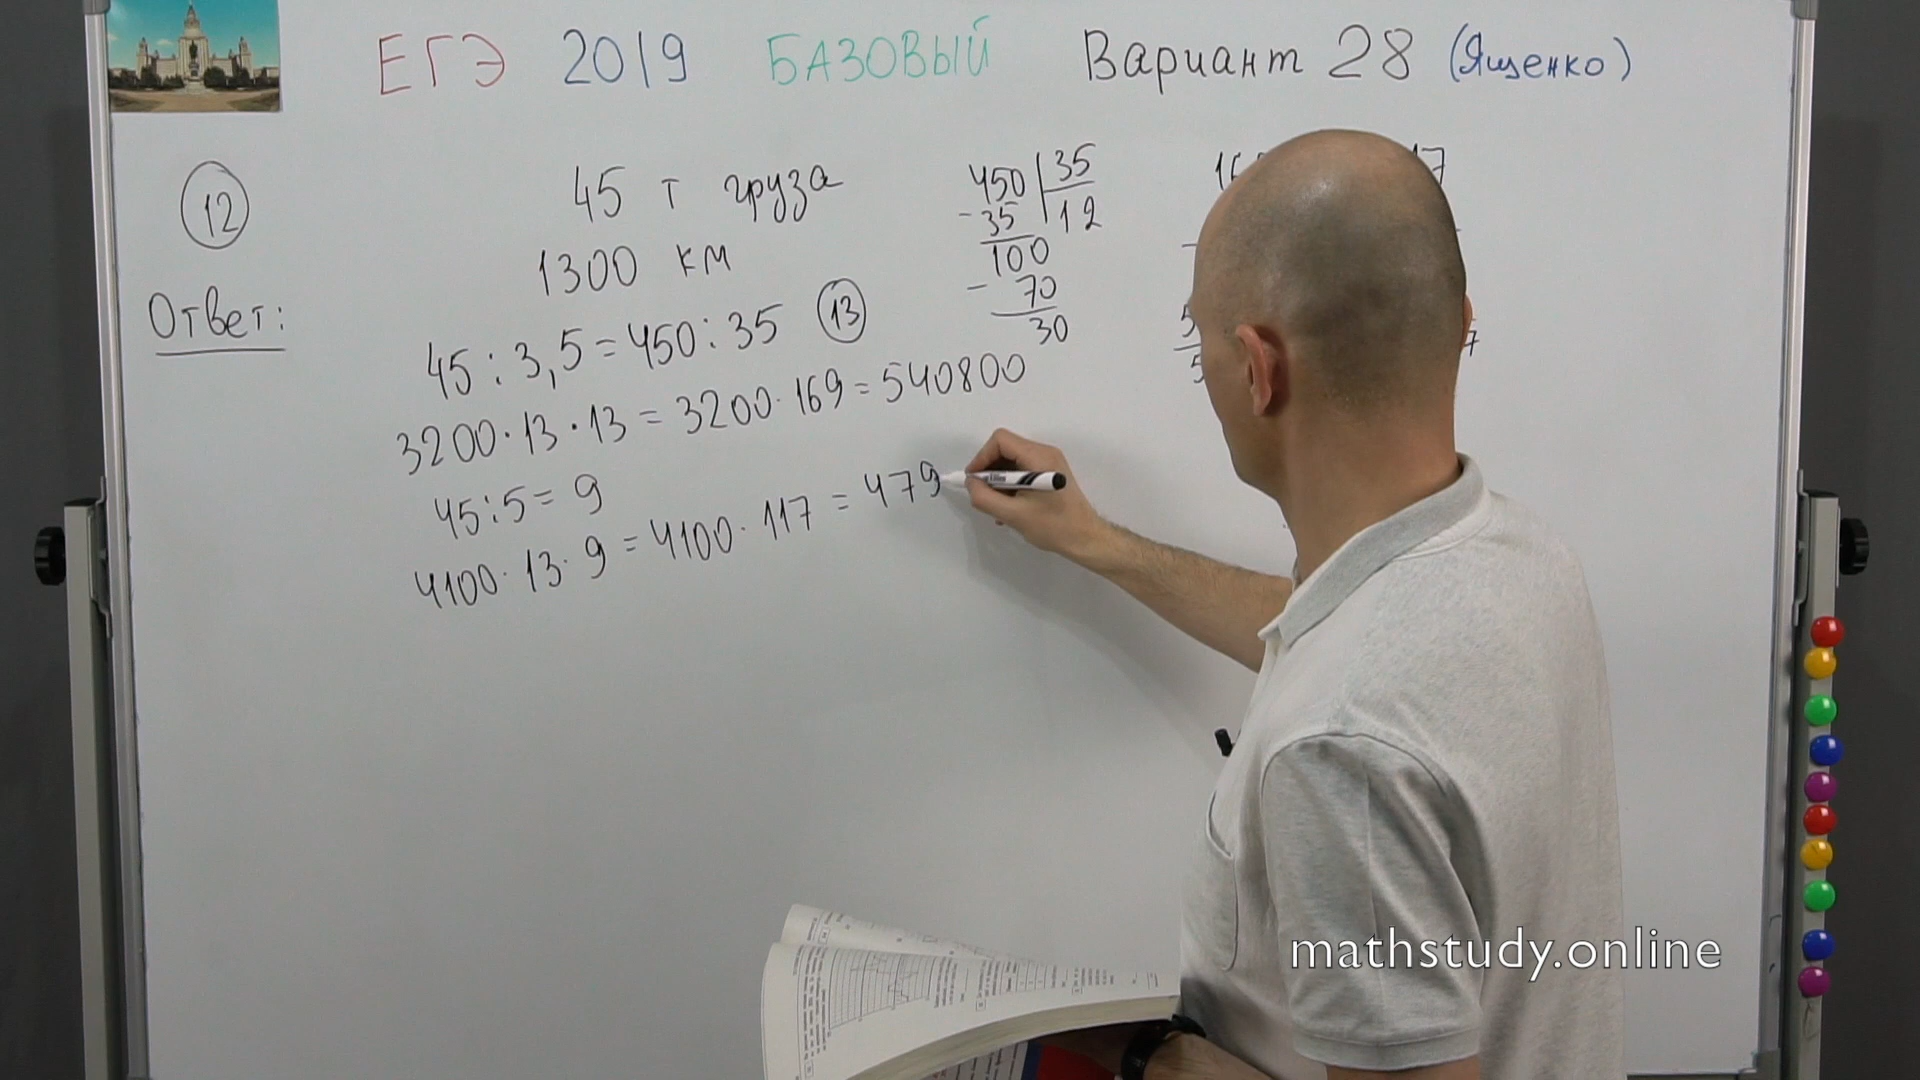 ЕГЭ 2019 БАЗОВЫЙ Вариант 28 (Ященко)
12
Ответ:
45 т груза
1300 км
45 : 3,5 = 450 : 35 13
3200 · 13 · 13 = 3200 · 169 = 540800
45 : 5 = 9
4100 · 13 · 9 = 4100 · 117 = 479
450 35
- 35 12
100
- 70
30
mathstudy.online